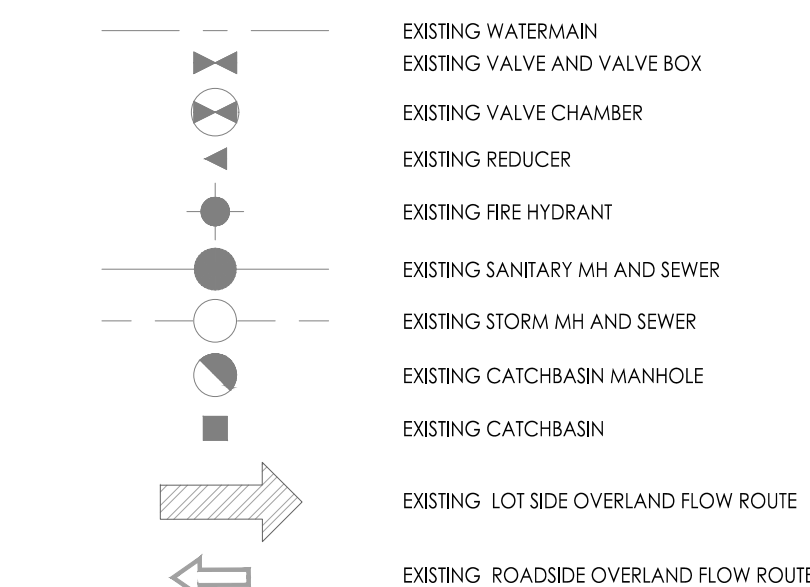 EXISTING WATERMAIN
EXISTING VALVE AND VALVE BOX
EXISTING VALVE CHAMBER
EXISTING REDUCER
EXISTING FIRE HYDRANT
EXISTING SANITARY MH AND SEWER
EXISTING STORM MH AND SEWER
EXISTING CATCHBASIN MANHOLE
EXISTING CATCHBASIN
EXISTING LOT SIDE OVERLAND FLOW ROUTE
EXISTING ROADSIDE OVERLAND FLOW ROUTE